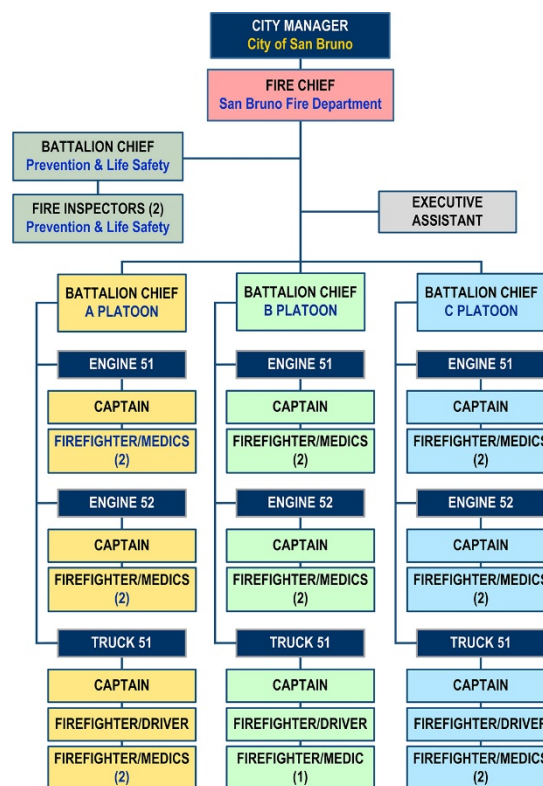 CITY MANAGER
City of San Bruno
FIRE CHIEF
San Bruno Fire Department
BATTALION CHIEF
Prevention & Life Safety
FIRE INSPECTORS (2)
Prevention & Life Safety
EXECUTIVE
ASSISTANT
BATTALION CHIEF
A PLATOON
ENGINE 51
CAPTAIN
FIREFIGHTER/MEDICS
(2)
ENGINE 52
CAPTAIN
FIREFIGHTER/MEDICS
(2)
TRUCK 51
CAPTAIN
FIREFIGHTER/DRIVER
FIREFIGHTER/MEDICS
(2)
BATTALION CHIEF
B PLATOON
ENGINE 51
CAPTAIN
FIREFIGHTER/MEDICS
(2)
ENGINE 52
CAPTAIN
FIREFIGHTER/MEDICS
(2)
TRUCK 51
CAPTAIN
FIREFIGHTER/DRIVER
FIREFIGHTER/MEDIC
(1)
BATTALION CHIEF
C PLATOON
ENGINE 51
CAPTAIN
FIREFIGHTER/MEDICS
(2)
ENGINE 52
CAPTAIN
FIREFIGHTER/MEDICS
(2)
TRUCK 51
CAPTAIN
FIREFIGHTER/DRIVER
FIREFIGHTER/MEDICS
(2)